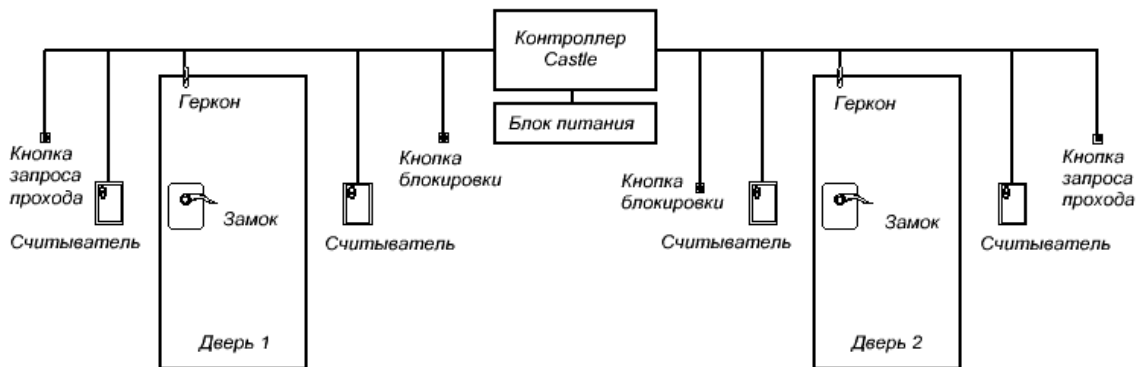 Контроллер
Castle
Блок питания
Геркон
Кнопка
запроса
прохода
Считыватель
Замок
Кнопка
блокировки
Считыватель
Дверь 1
Кнопка
блокировки
Считыватель
Геркон
Замок
Кнопка
запроса
прохода
Считыватель
Дверь 2